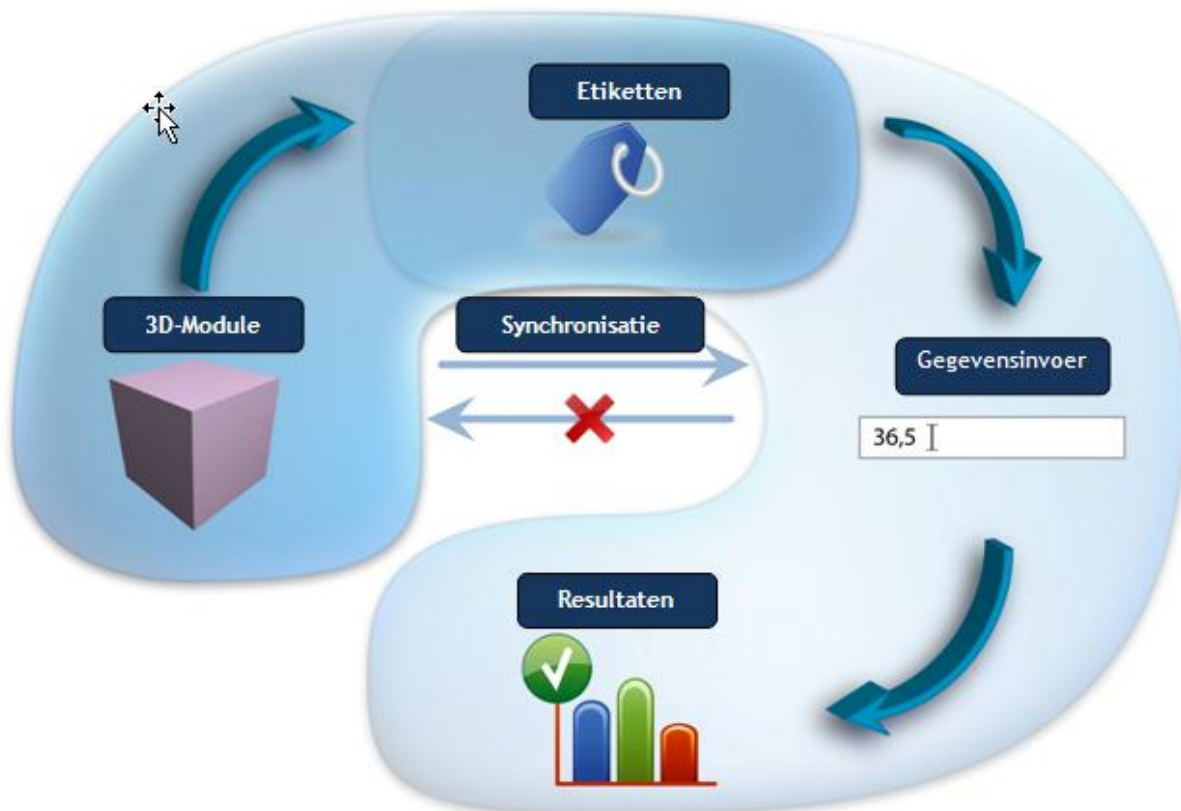 Etiketten
3D-Module
Synchronisatie
Gegevensinvoer
36,5
Resultaten